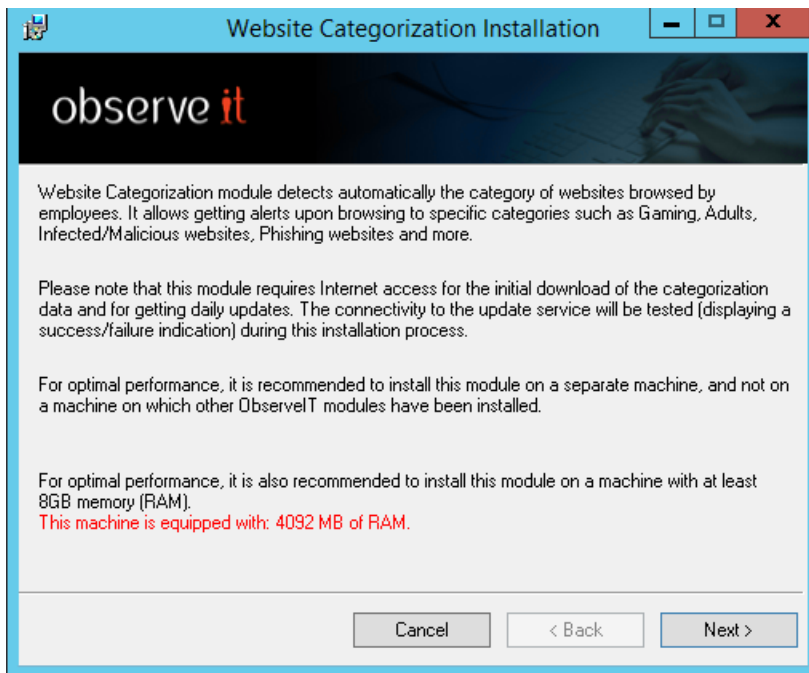 Website Categorization Installation
observe it
Website Categorization module detects automatically the category of websites browsed by
employees. It allows getting alerts upon browsing to specific categories such as Gaming, Adults,
Infected/Malicious websites, Phishing websites and more.
Please note that this module requires Internet access for the initial download of the categorization
data and for getting daily updates. The connectivity to the update service will be tested (displaying a
success/failure indication) during this installation process.
For optimal performance, it is recommended to install this module on a separate machine, and not on
a machine on which other ObserveIT modules have been installed.
For optimal performance, it is also recommended to install this module on a machine with at least
8GB memory (RAM).
This machine is equipped with: 4092 MB of RAM.
Cancel
< Back
Next >